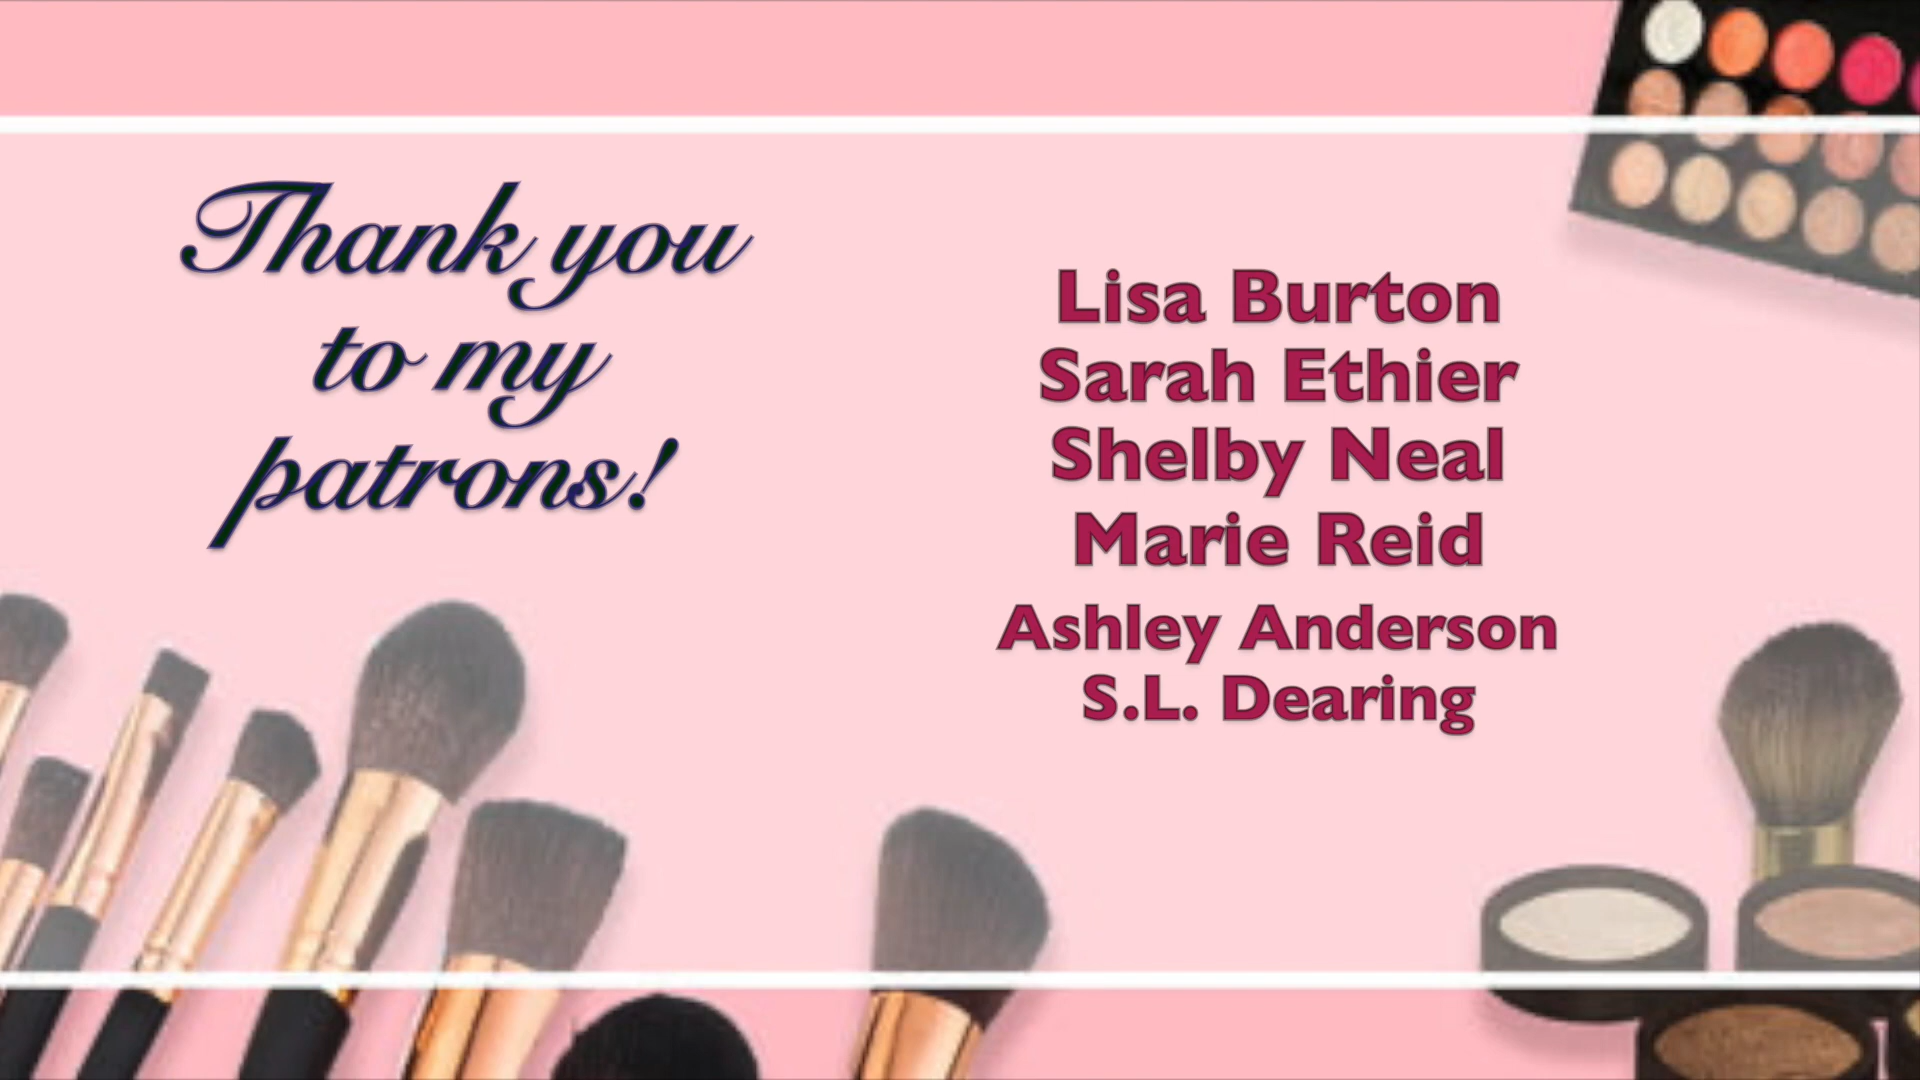 Thank you
to my
patrons!
Lisa Burton
Sarah Ethier
Shelby Neal
Marie Reid
Ashley Anderson
S.L. Dearing